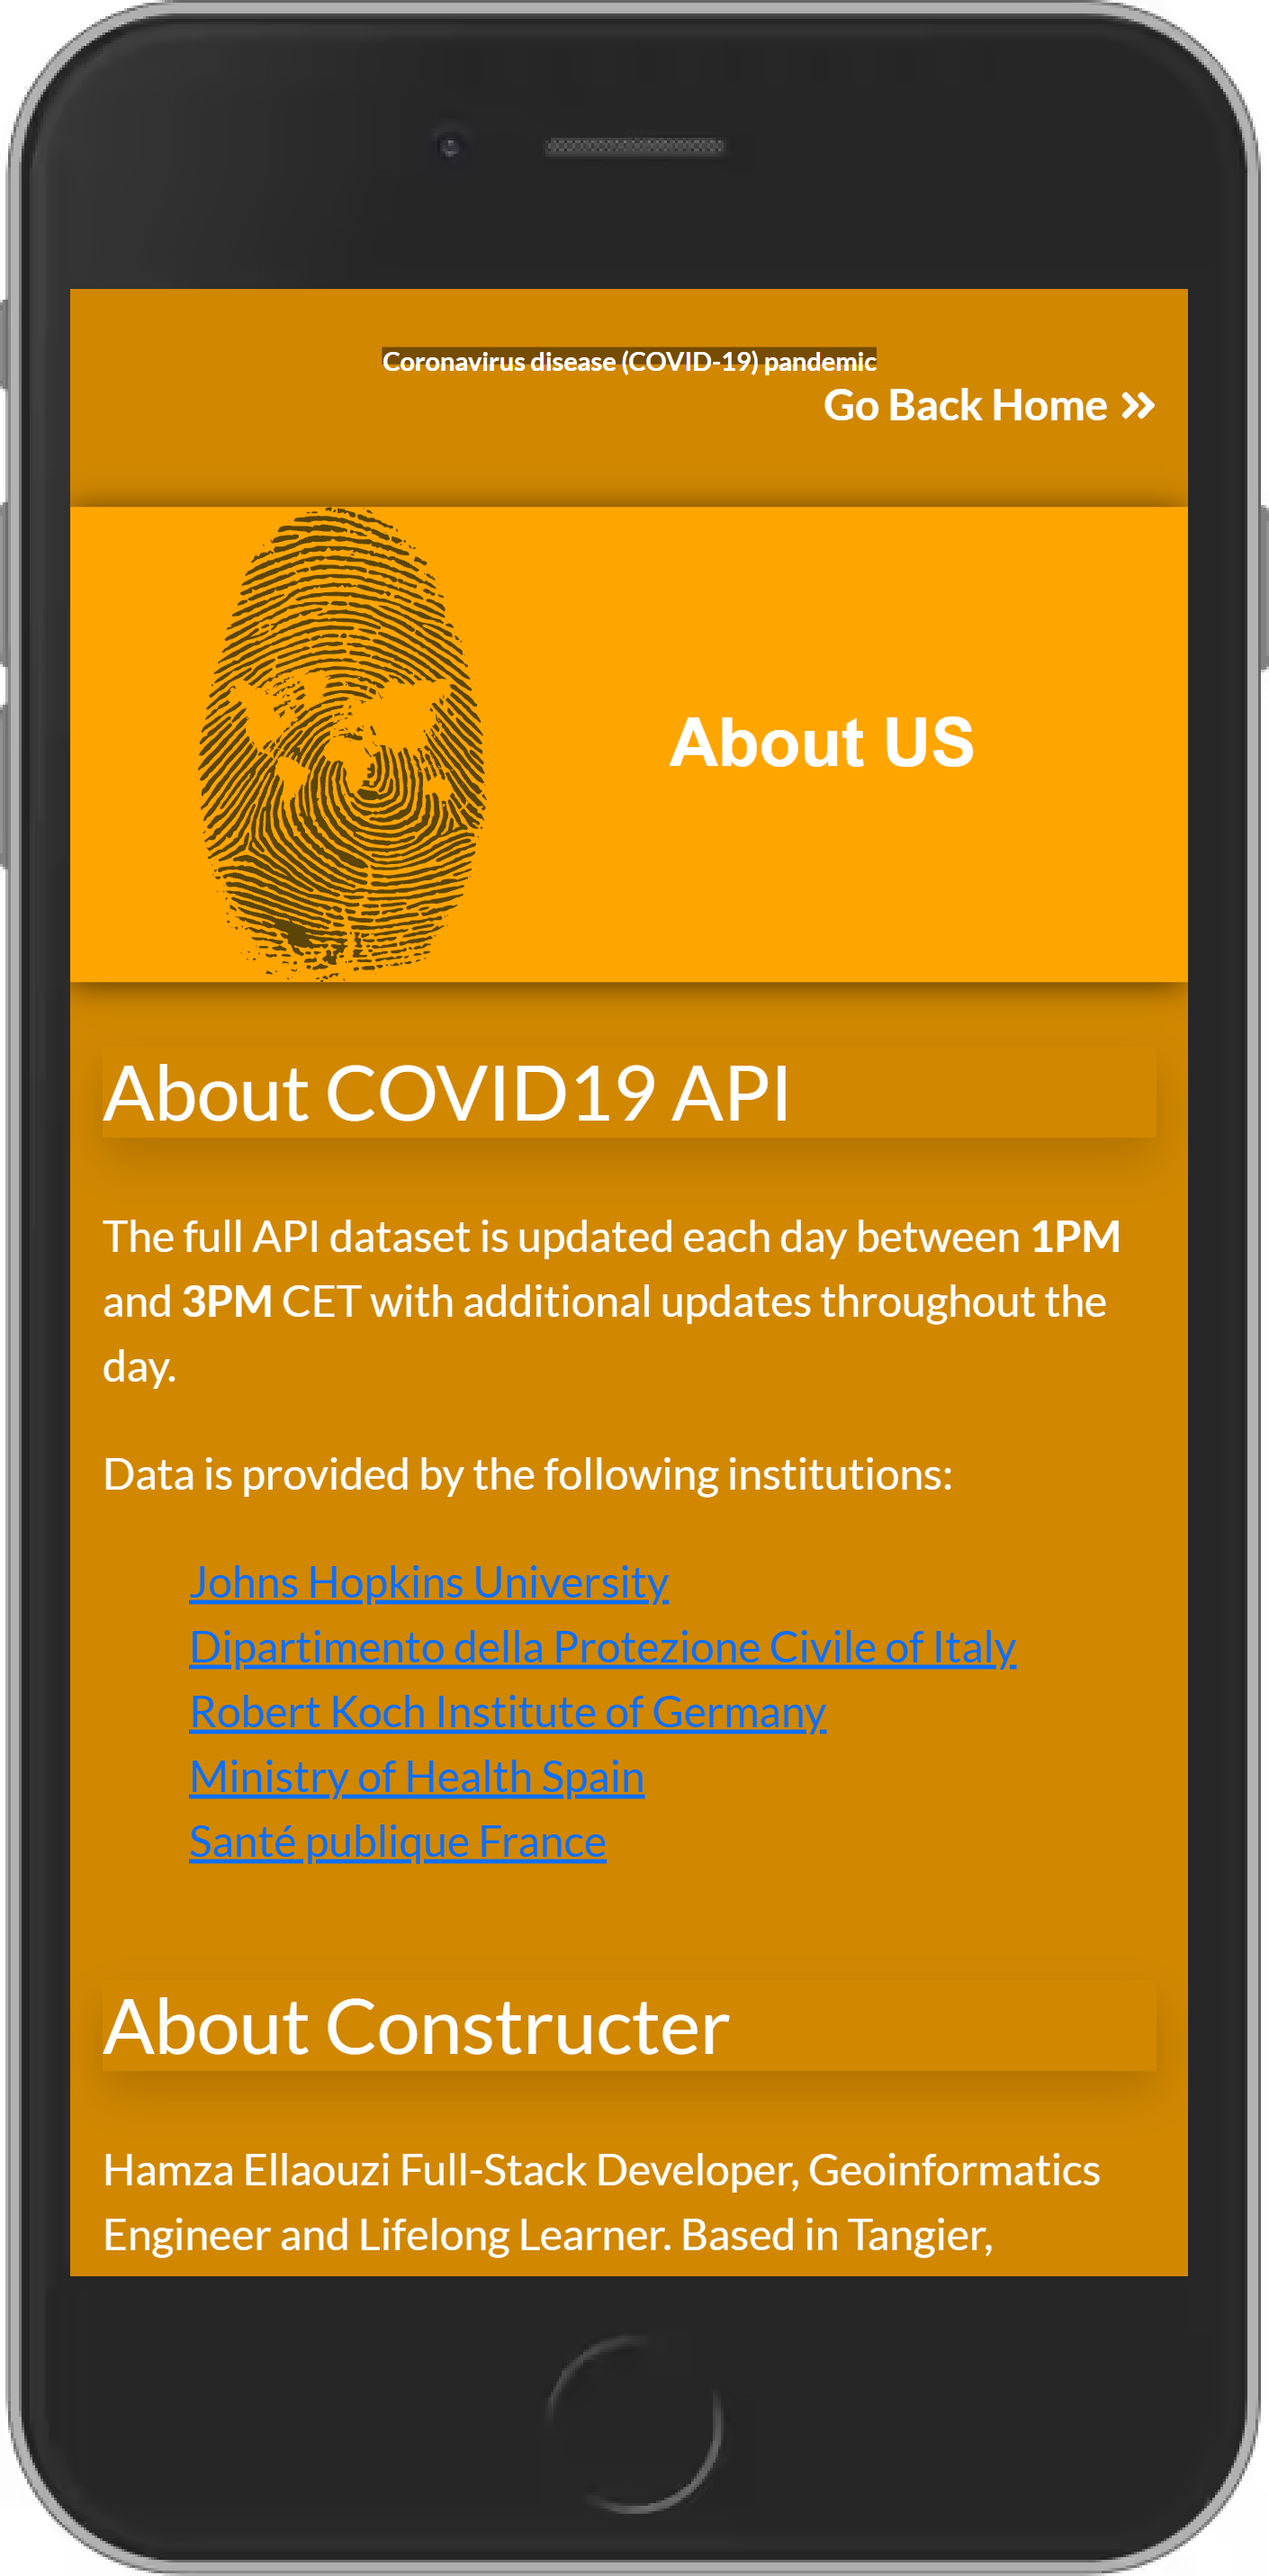 Coronavirus disease (COVID-19) pandemic
Go Back Home »
About US
About COVID19 API
The full API dataset is updated each day between 1PM
and 3PM CET with additional updates throughout the
day.
Data is provided by the following institutions:
Johns Hopkins University
Dipartimento della Protezione Civile of Italy
Robert Koch Institute of Germany
Ministry of Health Spain
Santé publique France
About Constructer
Hamza Ellaouzi Full-Stack Developer, Geoinformatics
Engineer and Lifelong Learner. Based in Tangier,